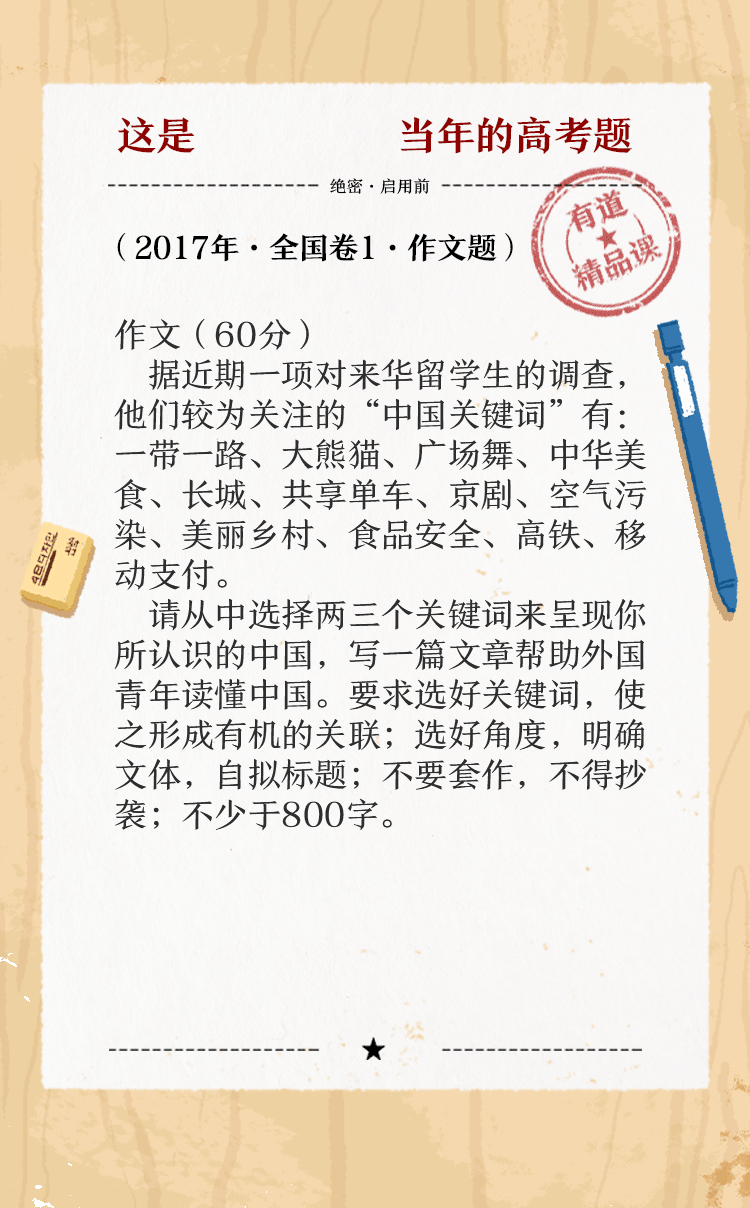 这是 当年的高考题
绝密·启用前
有道
精品课
（2017年·全国卷1·作文题）
作文（60分）
据近期一项对来华留学生的调查，
他们较为关注的“中国关键词”有：
一带一路、大熊猫、广场舞、中华美
食、长城、共享单车、京剧、空气污
染、美丽乡村、食品安全、高铁、移
动支付。
请从中选择两三个关键词来呈现你
所认识的中国，写一篇文章帮助外国
青年读懂中国。要求选好关键词，使
之形成有机的关联；选好角度，明确
文体，自拟标题；不要套作，不得抄
袭；不少于800字。